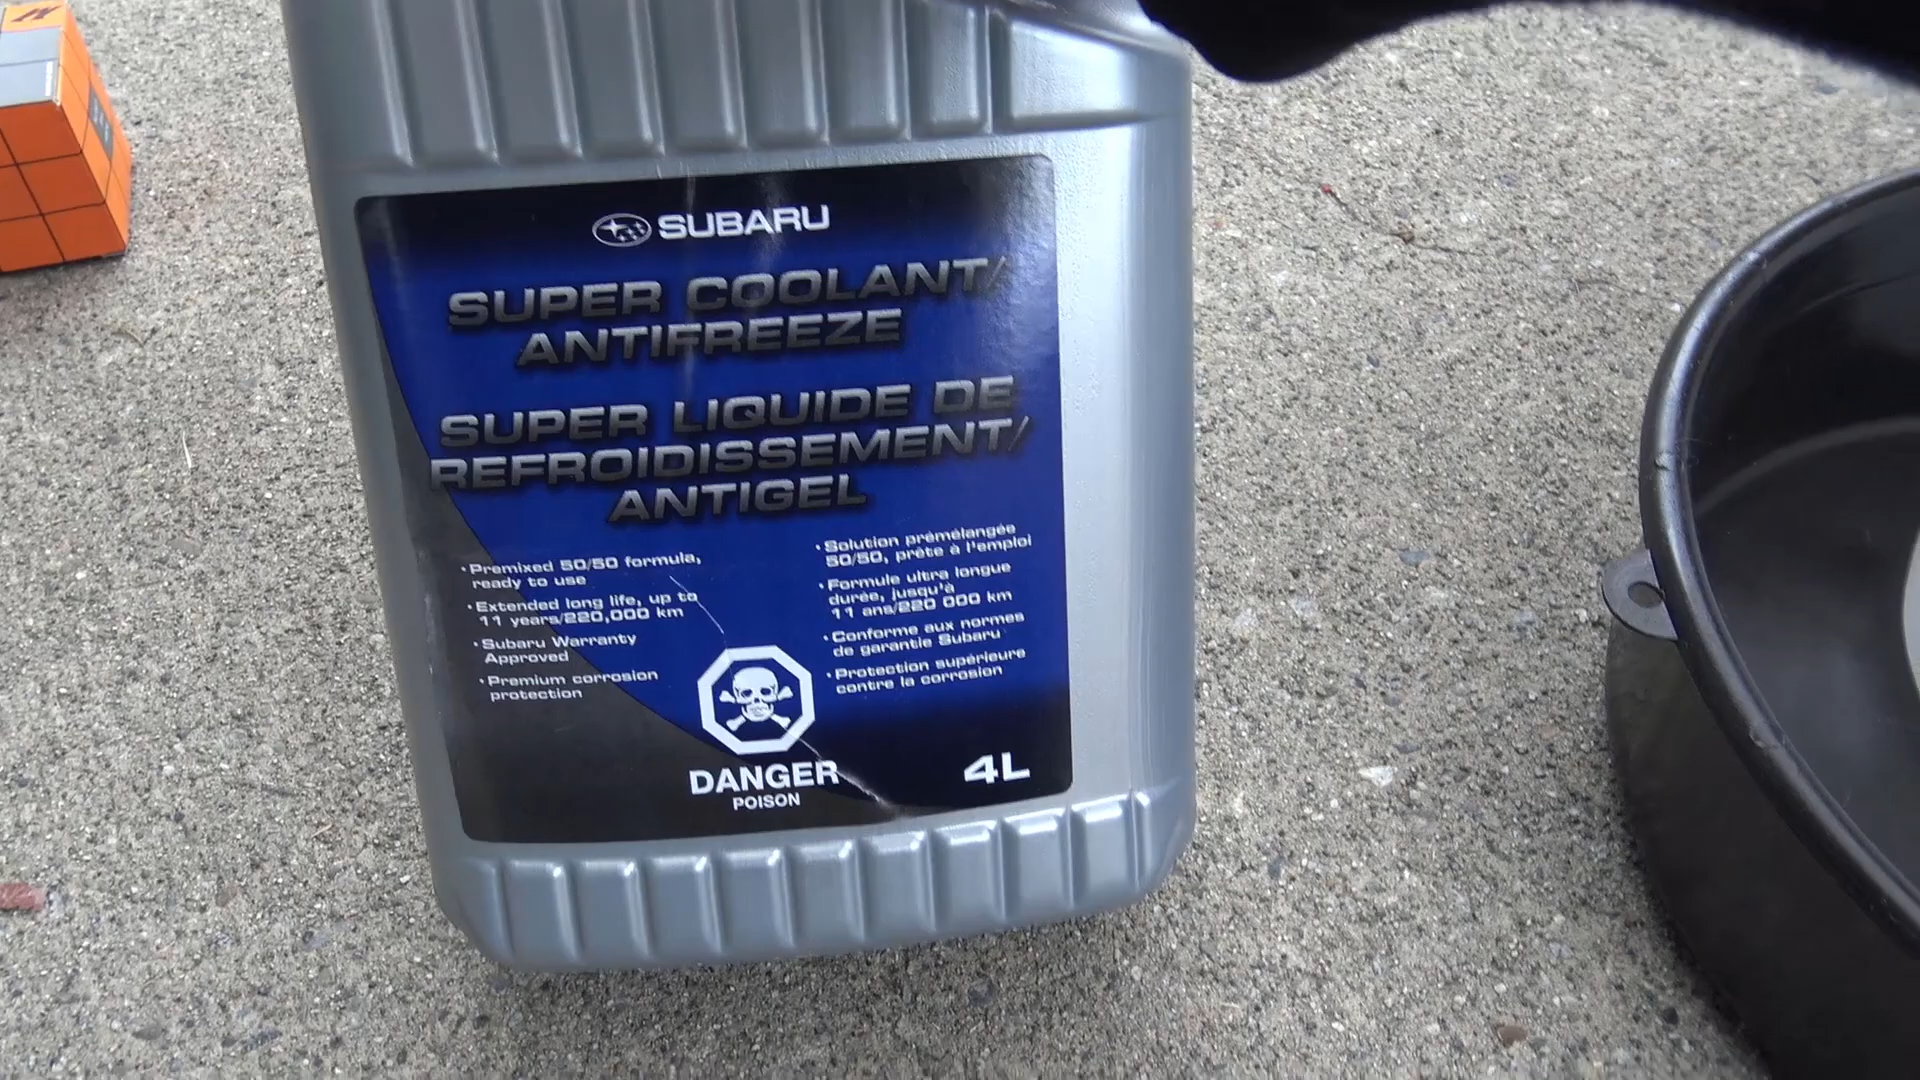 SUBARU
SUPER COOLANT/
ANTIFREEZE
SUPER LIQUIDE DE
REFROIDISSEMENT/
ANTIGEL
• Premixed 50/50 formula,
ready to use
• Extended long life, up to
11 years/220,000 km
• Subaru Warranty
Approved
• Premium corrosion
protection
• Solution prémélangée
50/50, prête à l'emploi
• Formule ultra longue
durée, jusqu'à
11 ans/220 000 km
• Conforme aux normes
de garantie Subaru
• Protection supérieure
contre la corrosion
DANGER
POISON
4L